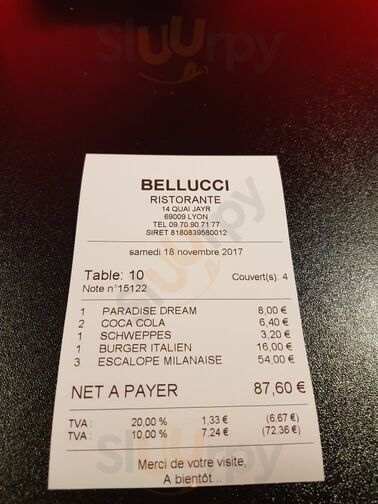 Slurpy
BELLUCCI
RISTORANTE
14 QUAI JAYR
69009 LYON
TEL 09.70.90.71.77
SIRET 8180839580012
samedi 18 novembre 2017
Table: 10 Couvert(s): 4
Note n°15122
1 PARADISE DREAM 8,00 €
2 COCA COLA 6,40 €
1 SCHWEPPES 3,20 €
1 BURGER ITALIEN 16,00 €
3 ESCALOPE MILANAISE 54,00 €
NET A PAYER 87,60 €
TVA : 20,00 % 1,33 € (6,67 €)
TVA : 10,00 % 7,24 € (72,36 €)
Merci de votre visite,
A bientôt...